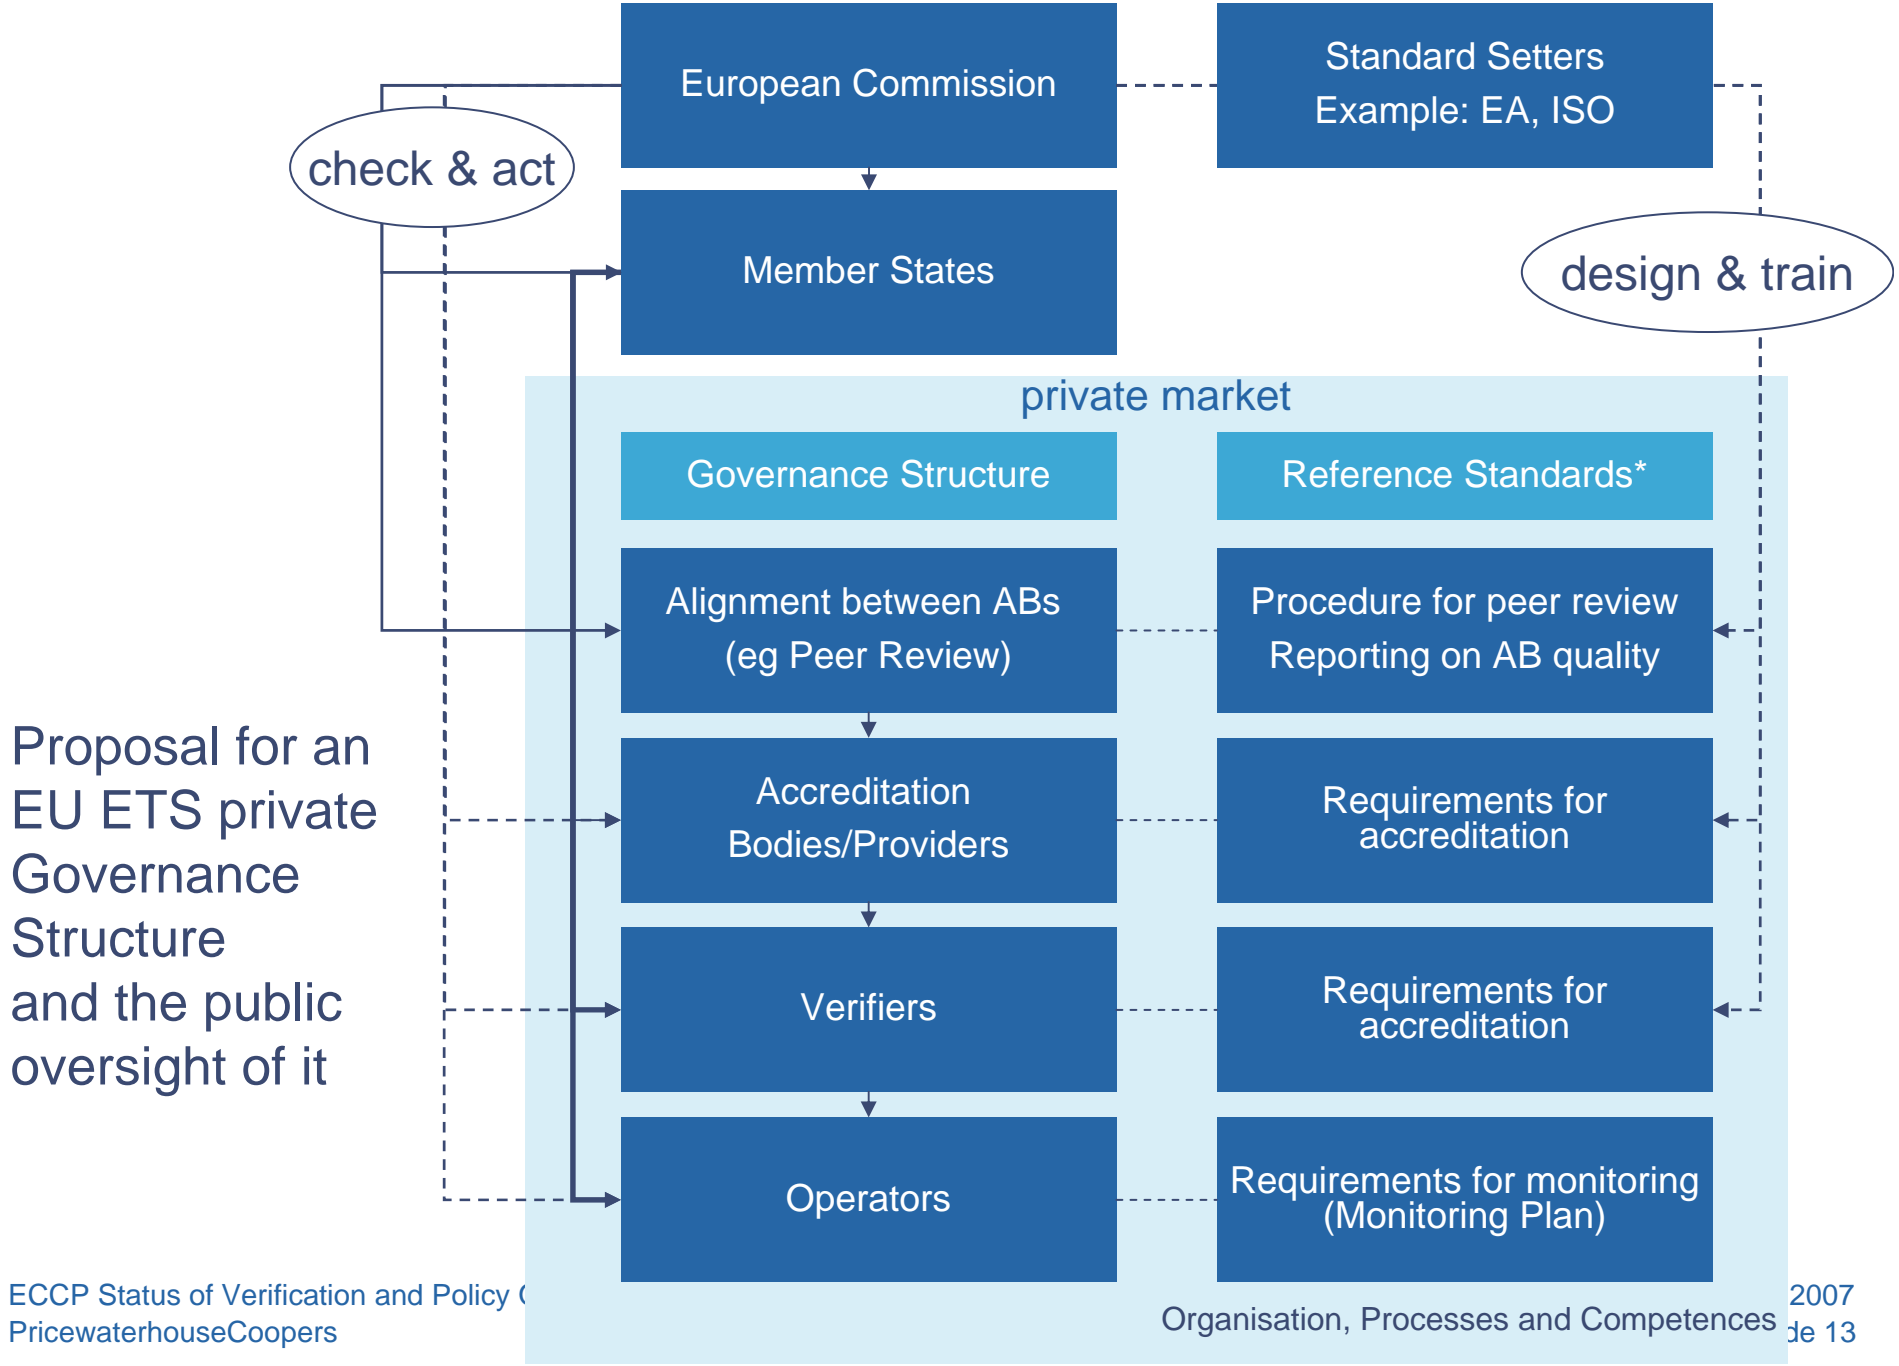 European Commission
Standard Setters
Example: EA, ISO
check & act
Member States
design & train
private market
Governance Structure
Reference Standards*
Alignment between ABs
(eg Peer Review)
Procedure for peer review
Reporting on AB quality
Proposal for an
EU ETS private
Governance
Structure
and the public
oversight of it
Accreditation
Bodies/Providers
Requirements for
accreditation
Verifiers
Requirements for
accreditation
Operators
Requirements for monitoring
(Monitoring Plan)
ECCP Status of Verification and Policy
2007
PricewaterhouseCoopers
Organisation, Processes and Competences
13